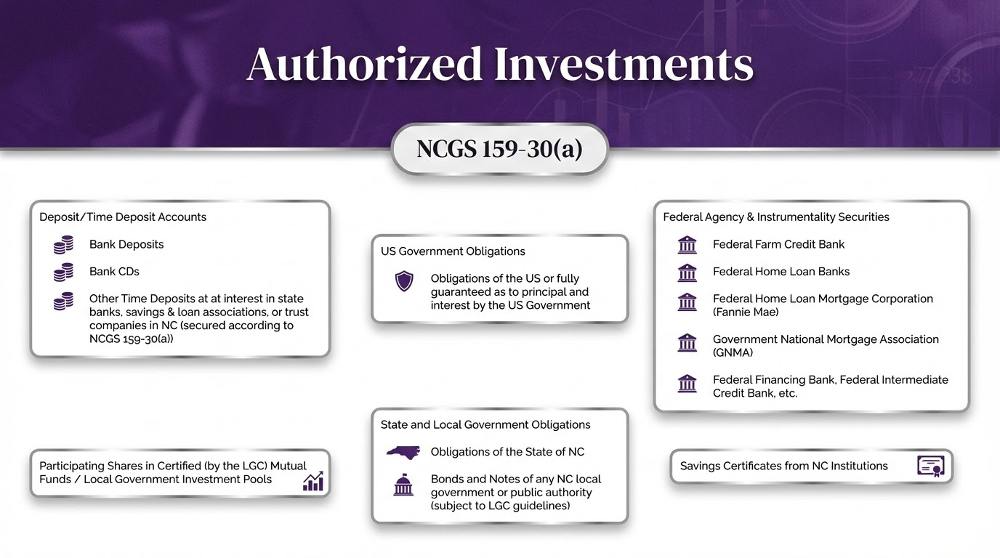 Authorized Investments
NCGS 159-30(a)
Deposit/Time Deposit Accounts
Bank Deposits
Bank CDs
Other Time Deposits at at interest in state
banks, savings & loan associations, or trust
companies in NC (secured according to
NCGS 159-30(a))
US Government Obligations
Obligations of the US or fully
guaranteed as to principal and
interest by the US Government
Federal Agency & Instrumentality Securities
Federal Farm Credit Bank
Federal Home Loan Banks
Federal Home Loan Mortgage Corporation
(Fannie Mae)
Government National Mortgage Association
(GNMA)
Federal Financing Bank, Federal Intermediate
Credit Bank, etc.
Participating Shares in Certified (by the LGC) Mutual
Funds / Local Government Investment Pools
State and Local Government Obligations
Obligations of the State of NC
Bonds and Notes of any NC local
government or public authority
(subject to LGC guidelines)
Savings Certificates from NC Institutions